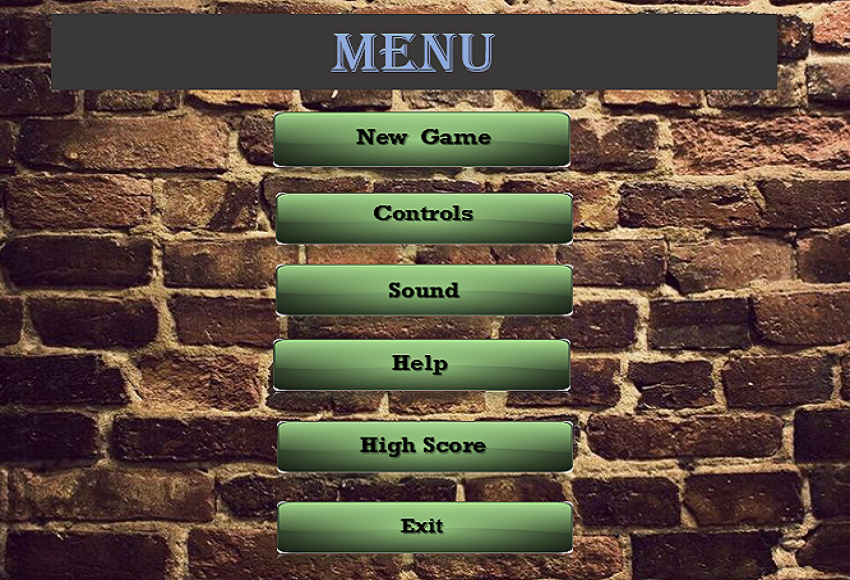 MENU
New Game
Controls
Sound
Help
High Score
Exit